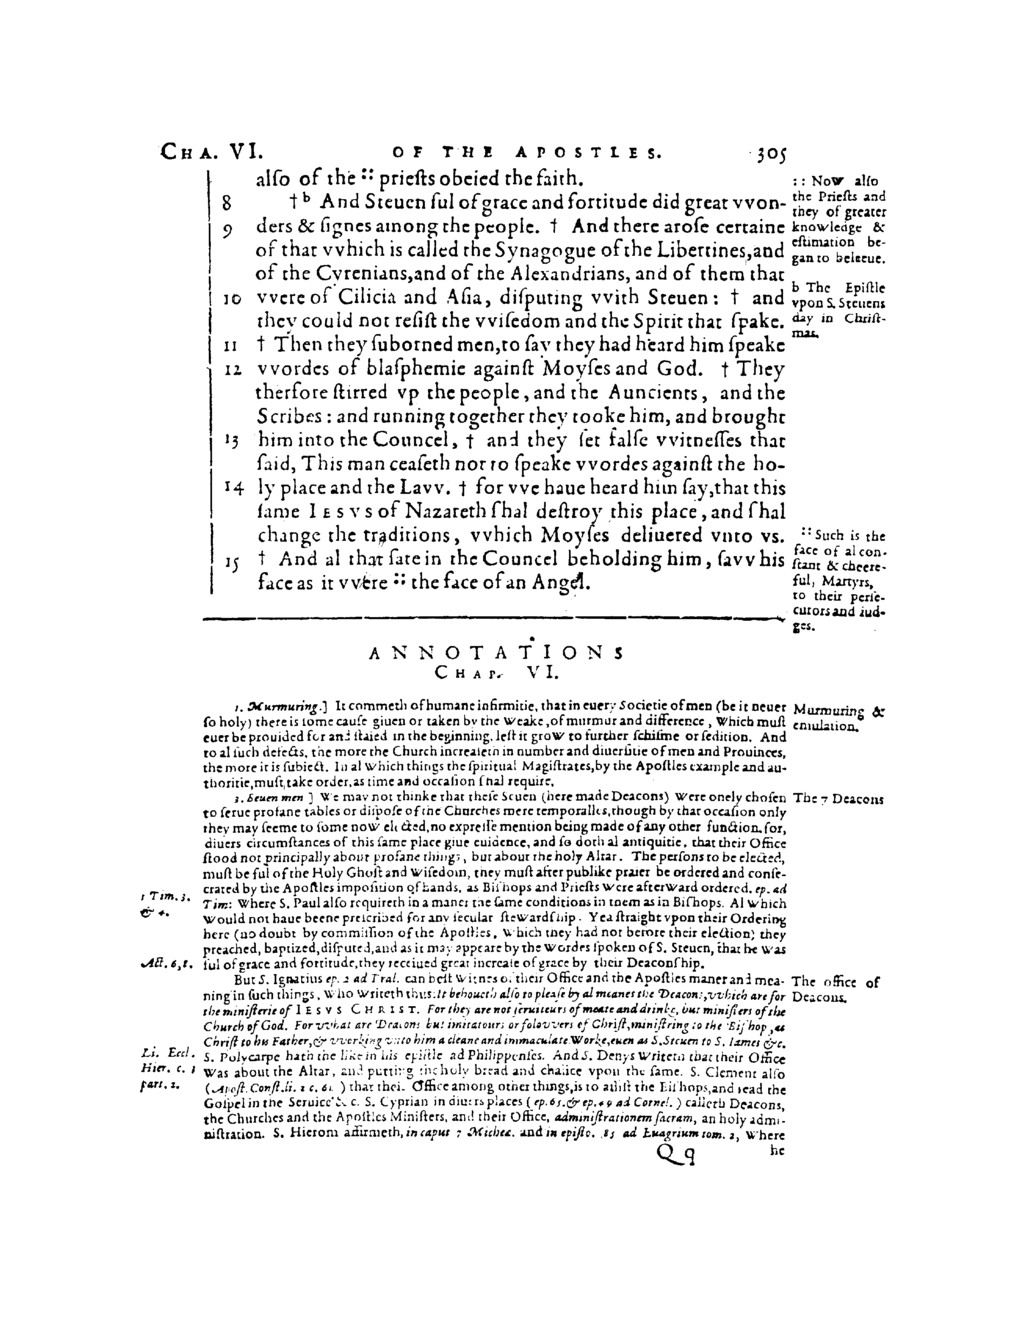 CHA. VI. OF THE APOSTLES. 305
alſo of the :: prieſts obeied the faith.
8 † b And Steuen ful of grace and fortitude did great vvon-
9 ders & ſignes among the people. † And there aroſe certaine
of that vvhich is called the Synagogue of the Libertines, and
of the Cyrenians, and of the Alexandrians, and of them that
10 vvere of Cilicia and Aſia, diſputing vvith Steuen: † and
they could not reſiſt the vviſedom and the Spirit that ſpake.
11 † Then they ſuborned men, to ſay they had heard him ſpeake
12 vvordes of blaſphemie againſt Moyſes and God. † They
therfore ſtirred vp the people, and the Auncients, and the
Scribes: and running together they tooke him, and brought
13 him into the Councel, † and they ſet falſe vvitneſſes that
ſaid, This man ceaſeth not to ſpeake vvordes againſt the ho-
14 ly place and the Lavv. † for vve haue heard him ſay, that this
ſame IESVS of Nazareth ſhal deſtroy this place, and ſhal
change the traditions, vvhich Moyſes deliuered vnto vs.
15 † And al that ſate in the Councel beholding him, ſavv his
face as it vvere :: the face of an Angel.
:: Now alſo
the Prieſts and
they of greater
knowledge &
eſtimation be-
gan to beleeue.
b The Epiſtle
vpon S. Steuens
day in Chriſt-
mas.
:: Such is the
face of al con-
ſtant & cheere-
ful, Martyrs,
to their perſe-
cutors and iud-
ges.
ANNOTATIONS
CHAP. VI.
1. Murmuring.] It commeth of humane infirmitie, that in euery Societie of men (be it neuer
ſo holy) there is ſome cauſe giuen or taken by the weake, of murmur and difference, which muſt
euer be prouided for and ſtaied in the beginning, leſt it grow to further ſchiſme or ſedition. And
to al ſuch defects, the more the Church increaſeth in number and diuerſitie of men and Prouinces,
the more it is ſubiect. In al which things the ſpiritual Magiſtrates, by the Apoſtles example and au-
thoritie, muſt take order, as time and occaſion ſhal require.
Murmuring &
emulation.
3. Seuen men ] We may not thinke that theſe Seuen (here made Deacons) were onely choſen
to ſerue profane tables or diſpoſe of the Churches mere temporalles, though by that occaſion only
they may ſeeme to ſome now elected, no expreſſe mention being made of any other function. for,
diuers circumſtances of this ſame place giue euidence, and ſo doth al antiquitie, that their Office
ſtood not principally about profane things, but about the holy Altar. The perſons to be elected,
muſt be ful of the Holy Ghoſt and wiſedom, they muſt after publike praier be ordered and conſe-
crated by the Apoſtles impoſition of hands, as Biſhops and Prieſts were afterward ordered. ep. ad
Tim: where S. Paul alſo requireth in a maner the ſame conditions in them as in Biſhops. Al which
would not haue beene preſcribed for any ſecular ſtewardſhip. Yea ſtraight vpon their Ordering
here (no doubt by commiſſion of the Apoſtles, which they had not before their election) they
preached, baptized, diſputed, and as it may appeare by the wordes ſpoken of S. Steuen, that he was
ful of grace and fortitude, they receiued great increaſe of grace by their Deaconſhip.
The 7 Deacons
1 Tim. 3.
& 4.
Act. 6, 8.
But S. Ignatius ep. 2 ad Tral. can beſt witnes of their Office and the Apoſtles maner and mea-
ning in ſuch things, who writeth thus: It behoueth alſo to pleaſe by al meanes the Deacons, vvhich are for
the miniſterie of IESVS CHRIST. For they are not ſeruiteurs of meate and drinke, but miniſters of the
Church of God. For vvhat are Deacons but imitatours or folovvers of Chriſt, miniſtring to the Biſhop, as
Chriſt to his Father, & vvorking vnto him a cleane and immaculate Worke, euen as S. Steuen to S. Iames &c.
S. Polycarpe hath the like in his epiſtle ad Philippenſes. And S. Denys writeth that their Office
was about the Altar, and putting the holy bread and chalice vpon the ſame. S. Clement alſo
(Apoſt. Conſt. li. 2 c. 61.) that their Office among other things, is to aſſiſt the Biſhops, and read the
Goſpel in the Seruice &c. S. Cyprian in diuers places (ep. 65. & ep. 49 ad Cornel.) calleth Deacons,
the Churches and the Apoſtles Miniſters, and their Office, adminiſtrationem ſacram, an holy admi-
niſtration. S. Hierom affirmeth, in caput 7 Micheæ. and in epiſto. 85 ad Euagrium tom. 2, where
The office of
Deacons.
Li. Eccl.
Hier. c. 3
part. 2.
Qq he